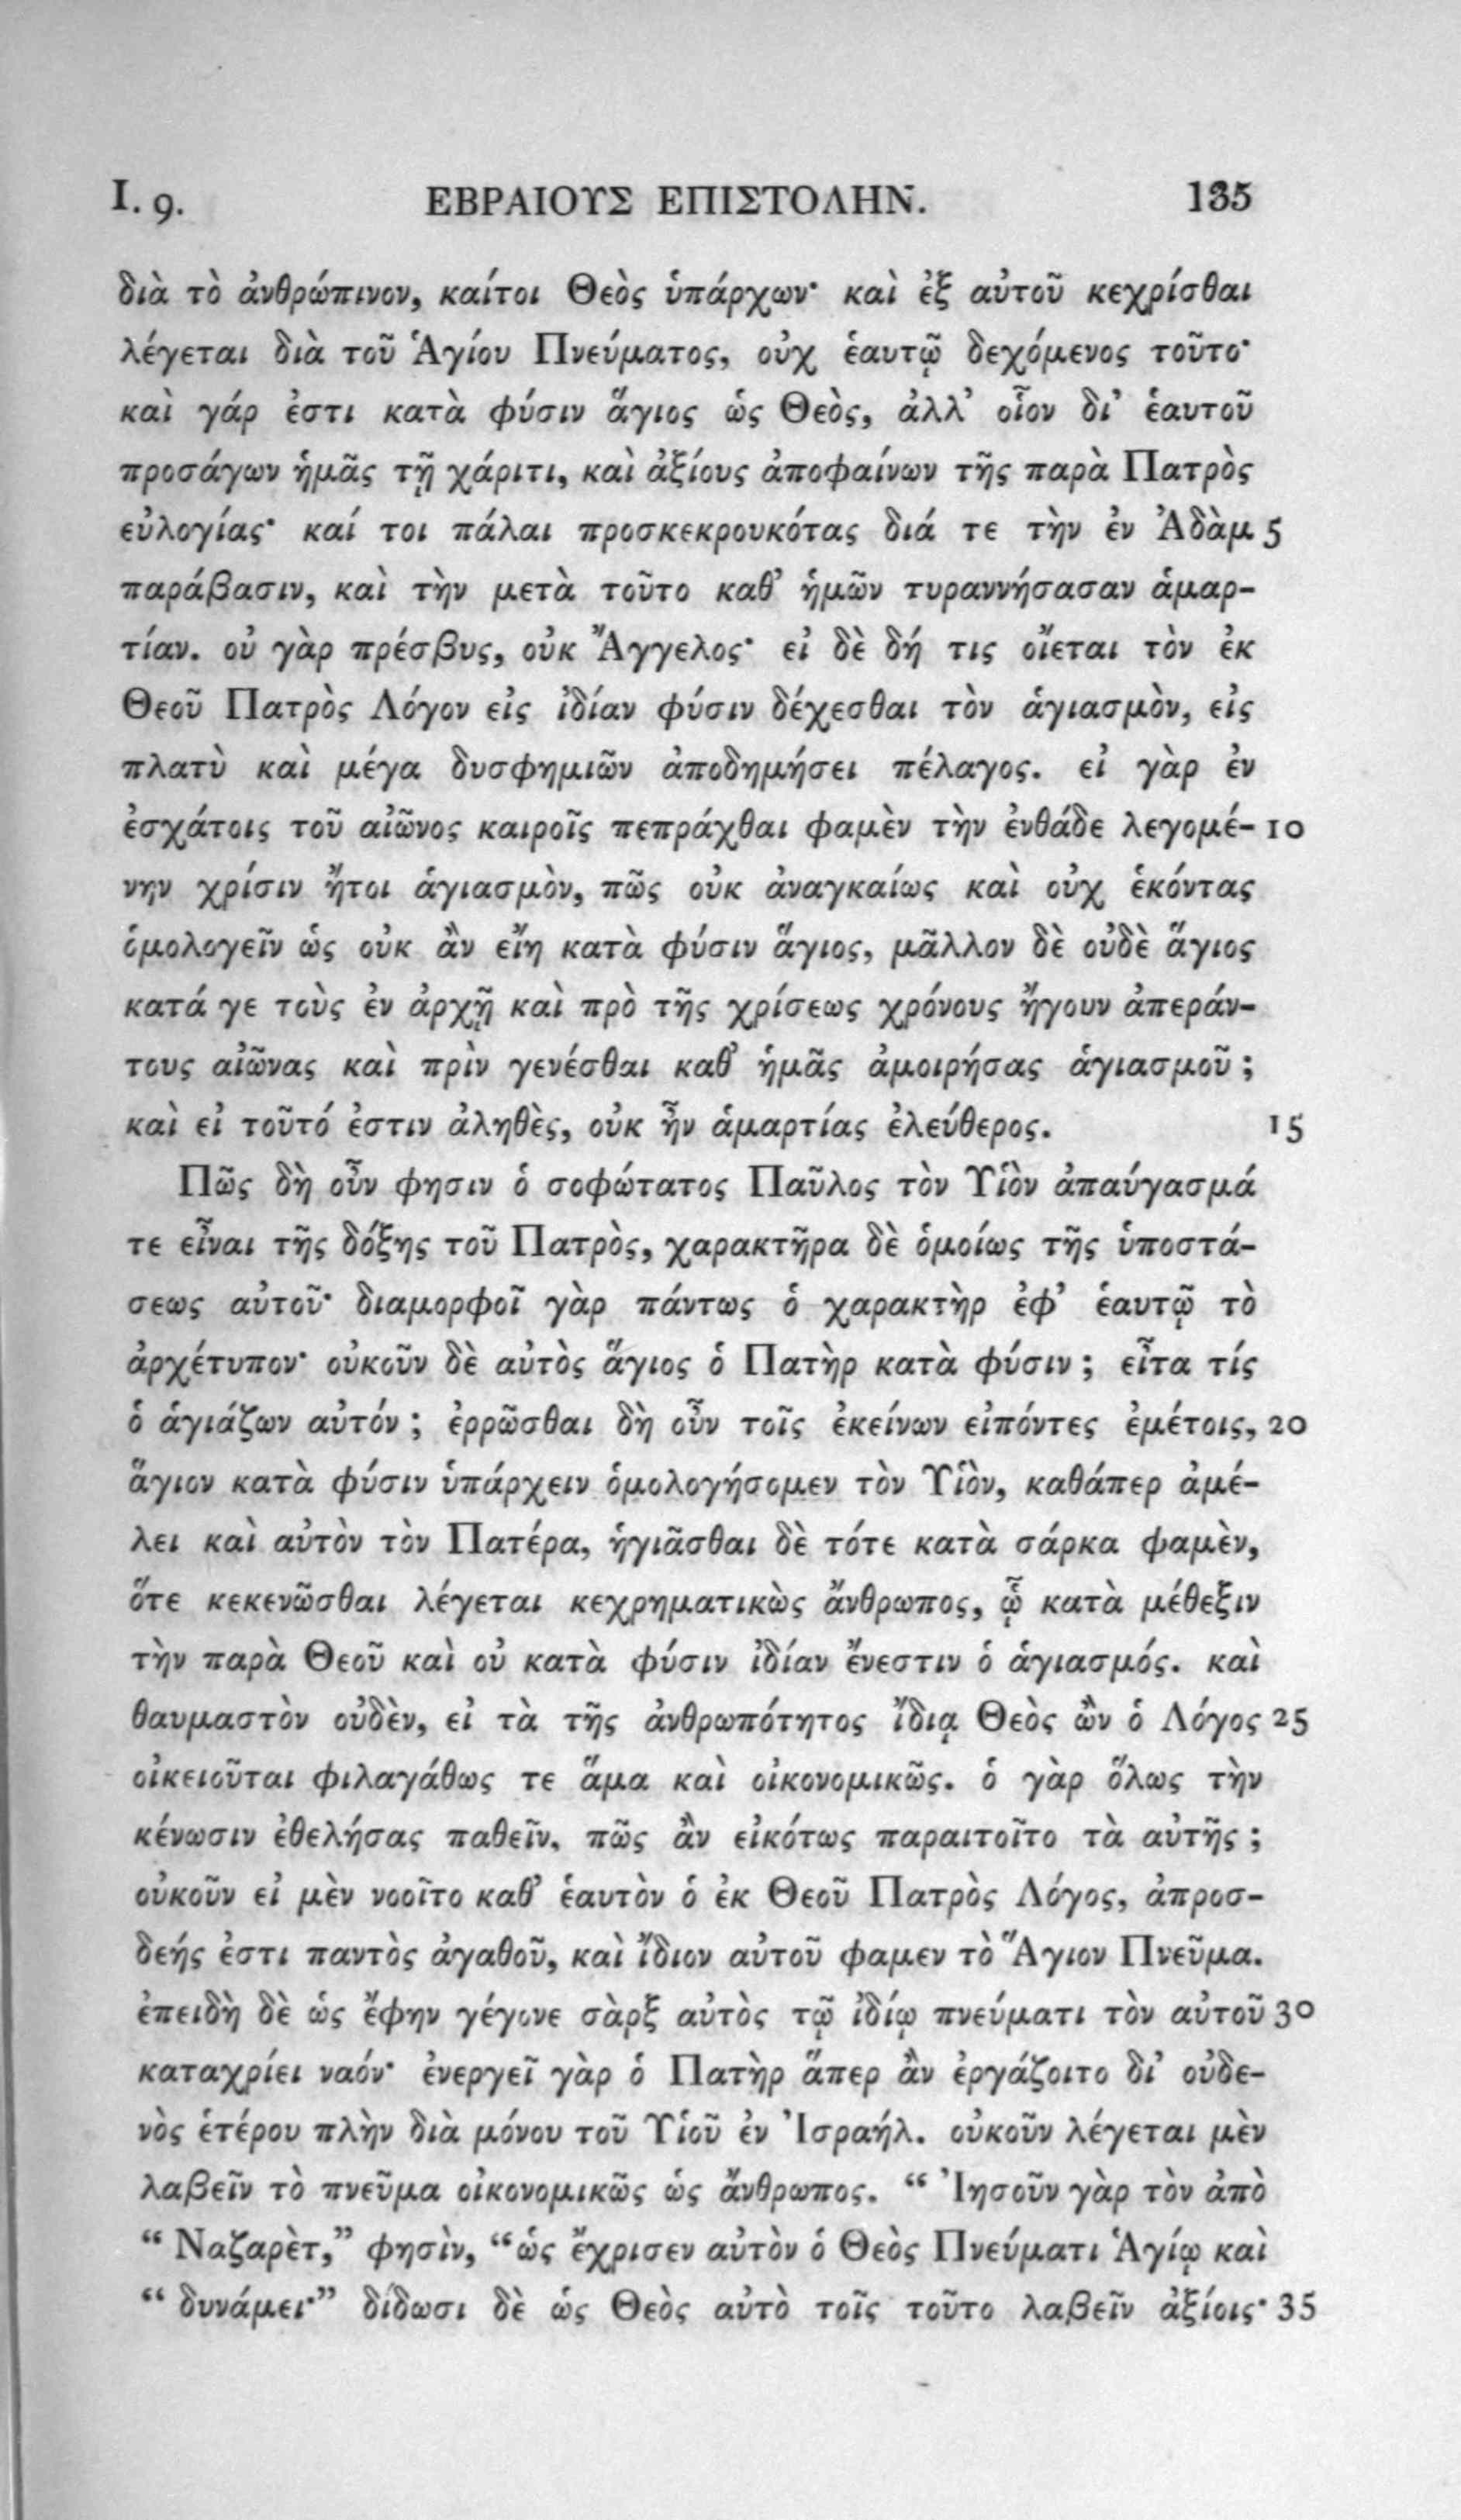 I. 9. ΕΒΡΑΙΟΥΣ ΕΠΙΣΤΟΛΗΝ. 135
διὰ τὸ ἀνθρώπινον, καίτοι Θεὸς ὑπάρχων· καὶ ἐξ αὐτοῦ κεχρίσθαι
λέγεται διὰ τοῦ Ἁγίου Πνεύματος, οὐχ ἑαυτῷ δεχόμενος τοῦτο·
καὶ γάρ ἐστι κατὰ φύσιν ἅγιος ὡς Θεὸς, ἀλλ’ οἷον δι’ ἑαυτοῦ
προσάγων ἡμᾶς τῇ χάριτι, καὶ ἀξίους ἀποφαίνων τῆς παρὰ Πατρὸς
εὐλογίας· καί τοι πάλαι προσκεκρουκότας διά τε τὴν ἐν Ἀδὰμ 5
παράβασιν, καὶ τὴν μετὰ τοῦτο καθ’ ἡμῶν τυραννήσασαν ἁμαρ-
τίαν. οὐ γὰρ πρέσβυς, οὐκ Ἄγγελος· εἰ δὲ δή τις οἴεται τὸν ἐκ
Θεοῦ Πατρὸς Λόγον εἰς ἰδίαν φύσιν δέχεσθαι τὸν ἁγιασμὸν, εἰς
πλατὺ καὶ μέγα δυσφημιῶν ἀποδημήσει πέλαγος. εἰ γὰρ ἐν
ἐσχάτοις τοῦ αἰῶνος καιροῖς πεπράχθαι φαμὲν τὴν ἐνθάδε λεγομέ- 10
νην χρίσιν ἤτοι ἁγιασμὸν, πῶς οὐκ ἀναγκαίως καὶ οὐχ ἑκόντας
ὁμολογεῖν ὡς οὐκ ἂν εἴη κατὰ φύσιν ἅγιος, μᾶλλον δὲ οὐδὲ ἅγιος
κατά γε τοὺς ἐν ἀρχῇ καὶ πρὸ τῆς χρίσεως χρόνους ἤγουν ἀπεράν-
τους αἰῶνας καὶ πρὶν γενέσθαι καθ’ ἡμᾶς ἀμοιρήσας ἁγιασμοῦ ;
καὶ εἰ τοῦτό ἐστιν ἀληθὲς, οὐκ ἦν ἁμαρτίας ἐλεύθερος. 15
Πῶς δὴ οὖν φησιν ὁ σοφώτατος Παῦλος τὸν Υἱὸν ἀπαύγασμά
τε εἶναι τῆς δόξης τοῦ Πατρὸς, χαρακτῆρα δὲ ὁμοίως τῆς ὑποστά-
σεως αὐτοῦ· διαμορφοῖ γὰρ πάντως ὁ χαρακτὴρ ἐφ’ ἑαυτῷ τὸ
ἀρχέτυπον· οὐκοῦν δὲ αὐτὸς ἅγιος ὁ Πατὴρ κατὰ φύσιν ; εἶτα τίς
ὁ ἁγιάζων αὐτόν ; ἐρρῶσθαι δὴ οὖν τοῖς ἐκείνων εἰπόντες ἐμέτοις, 20
ἅγιον κατὰ φύσιν ὑπάρχειν ὁμολογήσομεν τὸν Υἱὸν, καθάπερ ἀμέ-
λει καὶ αὐτὸν τὸν Πατέρα, ἡγιᾶσθαι δὲ τότε κατὰ σάρκα φαμὲν,
ὅτε κεκενῶσθαι λέγεται κεχρηματικὼς ἄνθρωπος, ᾧ κατὰ μέθεξιν
τὴν παρὰ Θεοῦ καὶ οὐ κατὰ φύσιν ἰδίαν ἔνεστιν ὁ ἁγιασμός. καὶ
θαυμαστὸν οὐδὲν, εἰ τὰ τῆς ἀνθρωπότητος ἴδιᾳ Θεὸς ὢν ὁ Λόγος 25
οἰκειοῦται φιλαγάθως τε ἅμα καὶ οἰκονομικῶς. ὁ γὰρ ὅλως τὴν
κένωσιν ἐθελήσας παθεῖν, πῶς ἂν εἰκότως παραιτοῖτο τὰ αὐτῆς ;
οὐκοῦν εἰ μὲν νοοῖτο καθ’ ἑαυτὸν ὁ ἐκ Θεοῦ Πατρὸς Λόγος, ἀπροσ-
δεής ἐστι παντὸς ἀγαθοῦ, καὶ ἴδιον αὐτοῦ φαμεν τὸ Ἅγιον Πνεῦμα.
ἐπειδὴ δὲ ὡς ἔφην γέγονε σὰρξ αὐτὸς τῷ ἰδίῳ πνεύματι τὸν αὐτοῦ 30
καταχρίει ναόν· ἐνεργεῖ γὰρ ὁ Πατὴρ ἅπερ ἂν ἐργάζοιτο δι’ οὐδε-
νὸς ἑτέρου πλὴν διὰ μόνου τοῦ Υἱοῦ ἐν Ἰσραήλ. οὐκοῦν λέγεται μὲν
λαβεῖν τὸ πνεῦμα οἰκονομικῶς ὡς ἄνθρωπος. “ Ἰησοῦν γὰρ τὸν ἀπὸ
“ Ναζαρὲτ,” φησὶν, “ὡς ἔχρισεν αὐτὸν ὁ Θεὸς Πνεύματι Ἁγίῳ καὶ
“ δυνάμει·” δίδωσι δὲ ὡς Θεὸς αὐτὸ τοῖς τοῦτο λαβεῖν ἀξίοις· 35